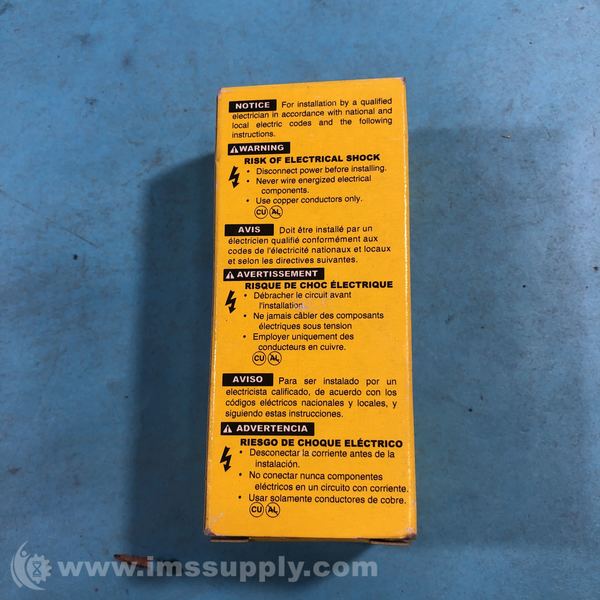 NOTICE For installation by a qualified
electrician in accordance with national and
local electric codes and the following
instructions.
WARNING
RISK OF ELECTRICAL SHOCK
• Disconnect power before installing.
• Never wire energized electrical
components.
• Use copper conductors only.
CU AL
AVIS Doit être installé par un
électricien qualifié conformément aux
codes de l'électricité nationaux et locaux
et selon les directives suivantes.
AVERTISSEMENT
RISQUE DE CHOC ÉLECTRIQUE
• Débracher le circuit avant
l'installation
• Ne jamais câbler des composants
électriques sous tension
• Employer uniquement des
conducteurs en cuivre.
CU AL
AVISO Para ser instalado por un
electricista calificado, de acuerdo con los
códigos eléctricos nacionales y locales, y
siguiendo estas instrucciones.
ADVERTENCIA
RIESGO DE CHOQUE ELÉCTRICO
• Desconectar la corriente antes de la
instalación.
• No conectar nunca componentes
eléctricos en un circuito con corriente.
• Usar solamente conductores de cobre.
CU AL
www.imssupply.com